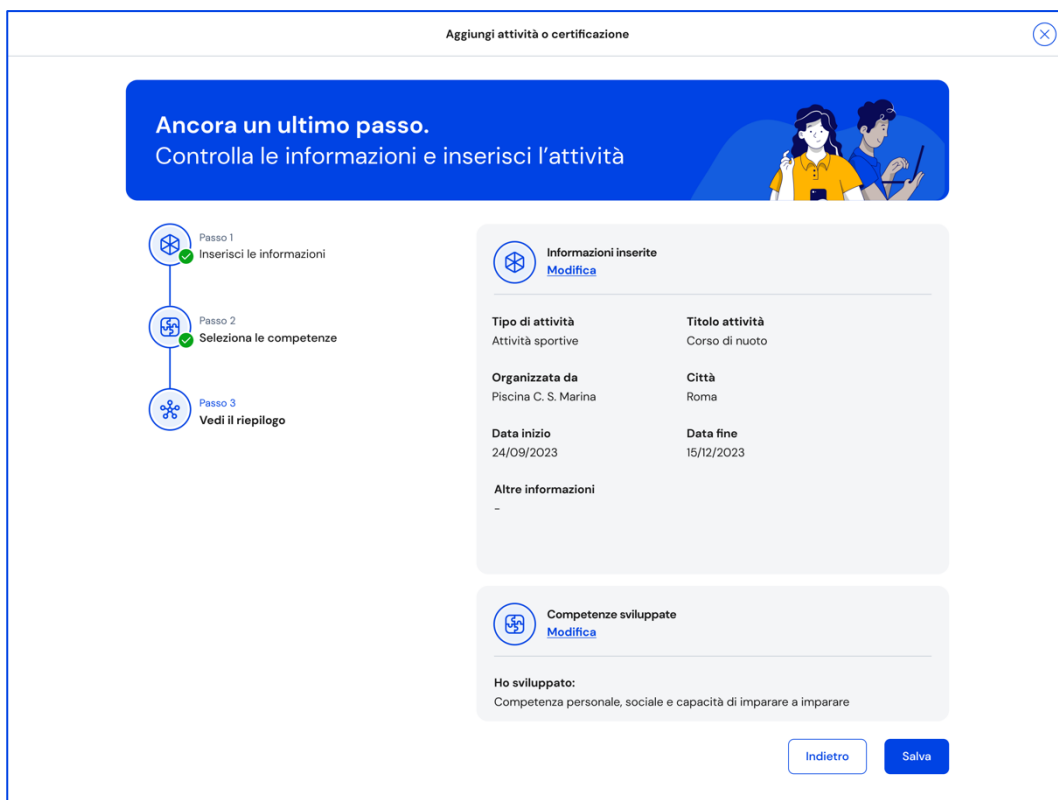 Aggiungi attività o certificazione
Ancora un ultimo passo.
Controlla le informazioni e inserisci l’attività
Passo 1
Inserisci le informazioni
Passo 2
Seleziona le competenze
Passo 3
Vedi il riepilogo
Informazioni inserite
Modifica
Tipo di attività
Attività sportive
Titolo attività
Corso di nuoto
Organizzata da
Piscina C. S. Marina
Città
Roma
Data inizio
24/09/2023
Data fine
15/12/2023
Altre informazioni
-
Competenze sviluppate
Modifica
Ho sviluppato:
Competenza personale, sociale e capacità di imparare a imparare
Indietro
Salva